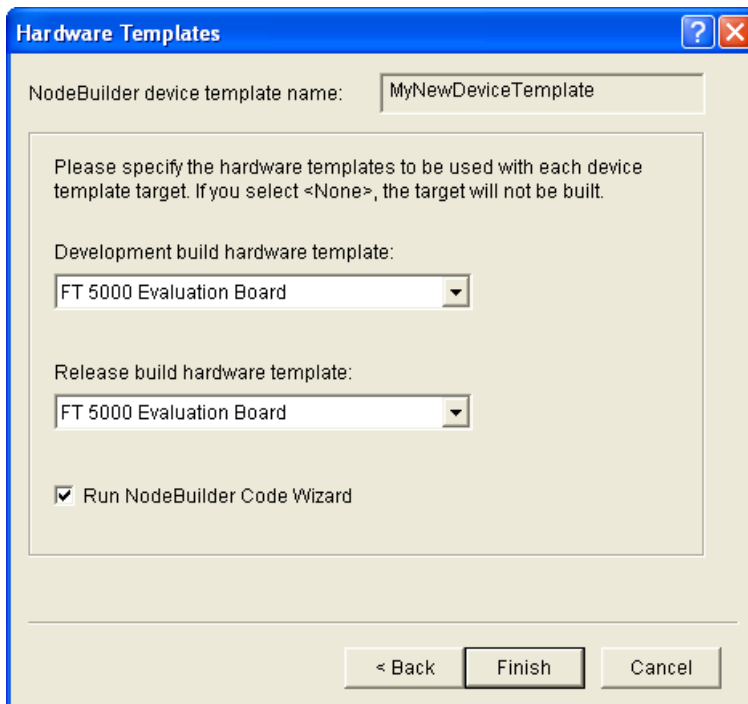 Hardware Templates
NodeBuilder device template name: MyNewDeviceTemplate
Please specify the hardware templates to be used with each device
template target. If you select <None>, the target will not be built.
Development build hardware template:
FT 5000 Evaluation Board
Release build hardware template:
FT 5000 Evaluation Board
Run NodeBuilder Code Wizard
< Back Finish Cancel